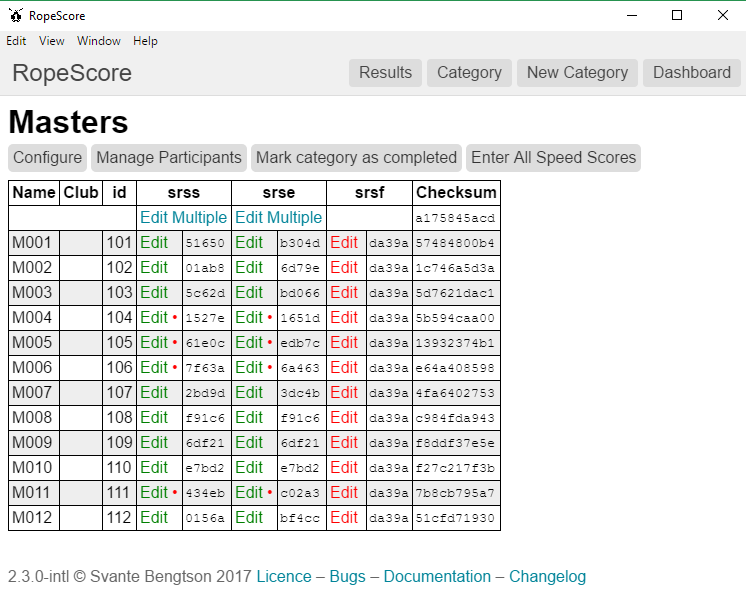 RopeScore
Edit View Window Help
RopeScore Results Category New Category Dashboard
Masters
Configure Manage Participants Mark category as completed Enter All Speed Scores
Name Club id srss srse srsf Checksum
Edit Multiple Edit Multiple a175845acd
M001 101 Edit 51650 Edit b304d Edit da39a 57484800b4
M002 102 Edit 01ab8 Edit 6d79e Edit da39a 1c746a5d3a
M003 103 Edit 5c62d Edit bd066 Edit da39a 5d7621dac1
M004 104 Edit • 1527e Edit • 1651d Edit da39a 5b594caa00
M005 105 Edit • 61e0c Edit • edb7c Edit da39a 13932374b1
M006 106 Edit • 7f63a Edit • 6a463 Edit da39a e64a408598
M007 107 Edit 2bd9d Edit 3dc4b Edit da39a 4fa6402753
M008 108 Edit f91c6 Edit f91c6 Edit da39a c984fda943
M009 109 Edit 6df21 Edit 6df21 Edit da39a f8ddf37e5e
M010 110 Edit e7bd2 Edit e7bd2 Edit da39a f27c217f3b
M011 111 Edit • 434eb Edit • c02a3 Edit da39a 7b8cb795a7
M012 112 Edit 0156a Edit bf4cc Edit da39a 51cfd71930
2.3.0-intl © Svante Bengtson 2017 Licence – Bugs – Documentation – Changelog